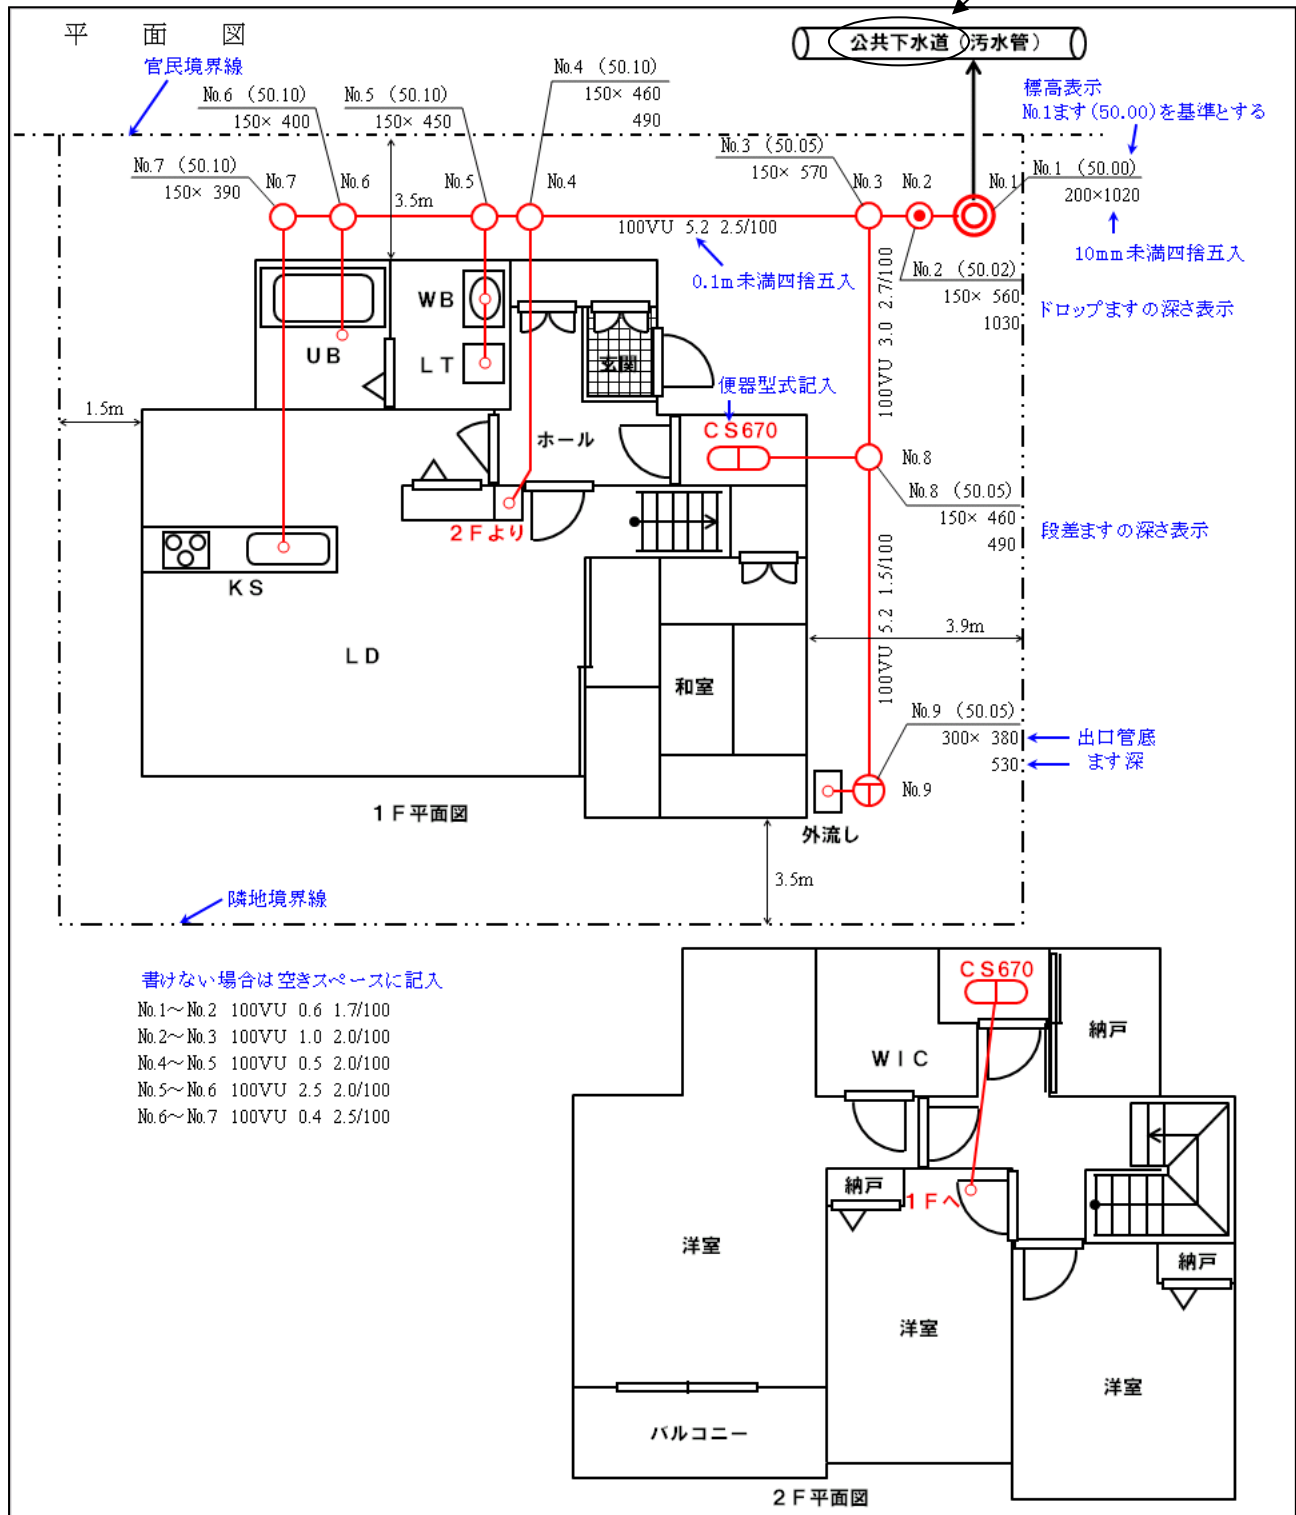 平面図
公共下水道(汚水管)
官民境界線
No.4 (50.10)
150× 460
490
標高表示
No.1ます(50.00)を基準とする
No.6 (50.10)
150× 400
No.5 (50.10)
150× 450
No.3 (50.05)
150× 570
No.7 (50.10)
150× 390
No.1 (50.00)
200×1020
No.7
No.6
No.5
No.4
No.3
No.2
No.1
3.5m
100VU 5.2 2.5/100
10mm未満四捨五入
0.1m未満四捨五入
No.2 (50.02)
150× 560
1030
ドロップますの深さ表示
100VU 3.0 2.7/100
WB
UB
LT
玄関
便器型式記入
1.5m
CS670
ホール
No.8
No.8 (50.05)
150× 460
490
段差ますの深さ表示
2Fより
KS
100VU 5.2 1.5/100
3.9m
LD
和室
No.9 (50.05)
300× 380
530
出口管底
ます深
No.9
1F平面図
外流し
3.5m
隣地境界線
書けない場合は空きスペースに記入
No.1～No.2 100VU 0.6 1.7/100
No.2～No.3 100VU 1.0 2.0/100
No.4～No.5 100VU 0.5 2.0/100
No.5～No.6 100VU 2.5 2.0/100
No.6～No.7 100VU 0.4 2.5/100
CS670
納戸
WIC
納戸
1Fへ
洋室
納戸
洋室
洋室
バルコニー
2F平面図